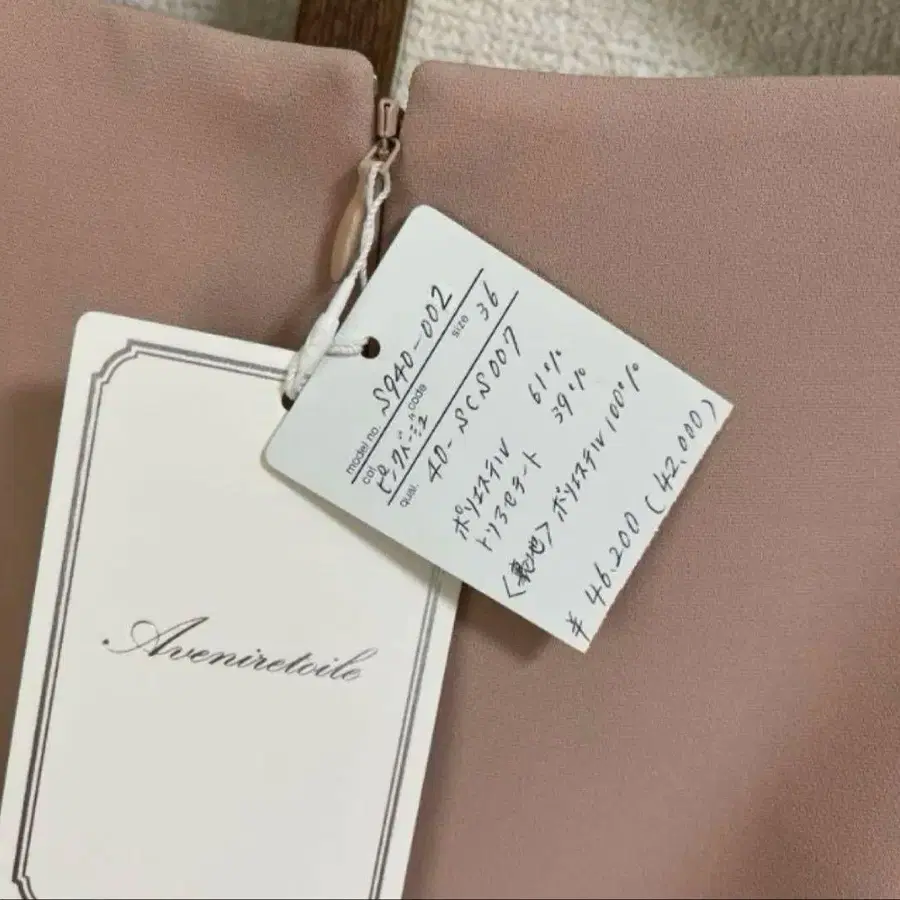 model no. S940-002
col. ピンクベージュ code size 36
qual. 40-SCS007
ポリエステル 61%
トリアセテート 39%
<裏地> ポリエステル 100%
¥46.200 (42.000)
Aveniretoile